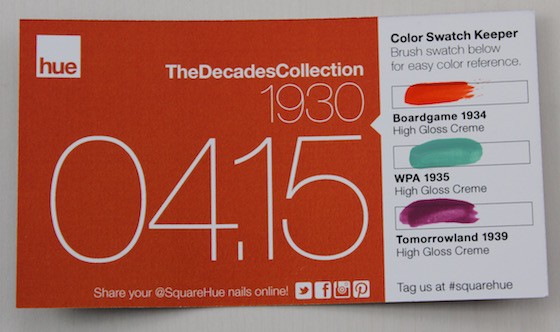 hue
TheDecadesCollection
1930
04.15
Share your @SquareHue nails online!
Color Swatch Keeper
Brush swatch below
for easy color reference.
Boardgame 1934
High Gloss Creme
WPA 1935
High Gloss Creme
Tomorrowland 1939
High Gloss Creme
Tag us at #squarehue